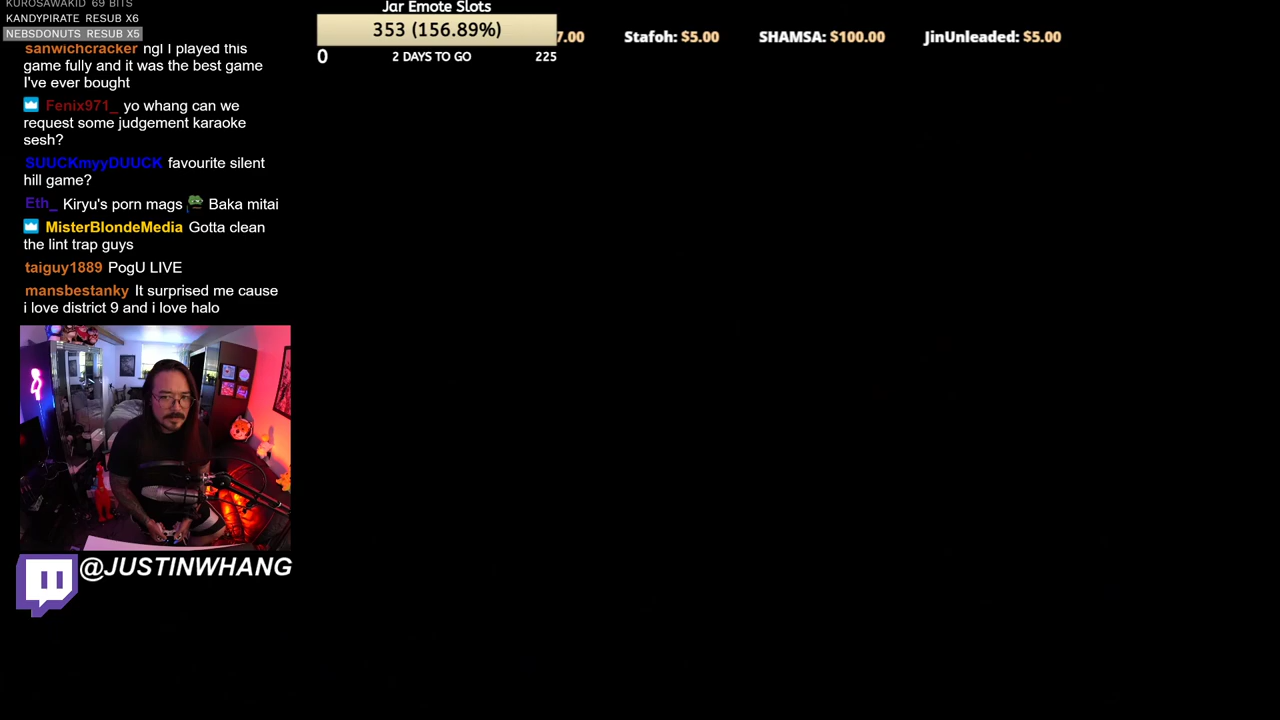 KUROSAWAKID 69 BITS
KANDYPIRATE RESUB X6
NEBSDONUTS RESUB X5
sanwichcracker ngl I played this
game fully and it was the best game
I've ever bought
Fenix971_ yo whang can we
request some judgement karaoke
sesh?
SUUCKmyyDUUCK favourite silent
hill game?
Eth_ Kiryu's porn mags Baka mitai
MisterBlondeMedia Gotta clean
the lint trap guys
taiguy1889 PogU LIVE
mansbestanky It surprised me cause
i love district 9 and i love halo
@JUSTINWHANG
Jar Emote Slots
353 (156.89%)
0 2 DAYS TO GO 225
7.00 Stafoh: $5.00 SHAMSA: $100.00 JinUnleaded: $5.00